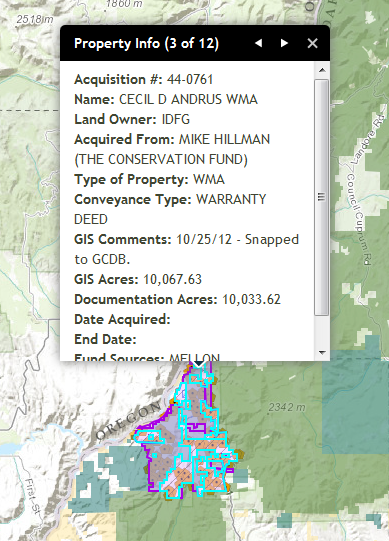 1860 m
2518 m
Property Info (3 of 12)
Acquisition #: 44-0761
Name: CECIL D ANDRUS WMA
Land Owner: IDFG
Acquired From: MIKE HILLMAN
(THE CONSERVATION FUND)
Type of Property: WMA
Conveyance Type: WARRANTY
DEED
GIS Comments: 10/25/12 - Snapped
to GCDB.
GIS Acres: 10,067.63
Documentation Acres: 10,033.62
Date Acquired:
End Date:
Fund Sources: MELLON
Landore Rd
Council Cuprum Rd
OREGON
2342 m
First St